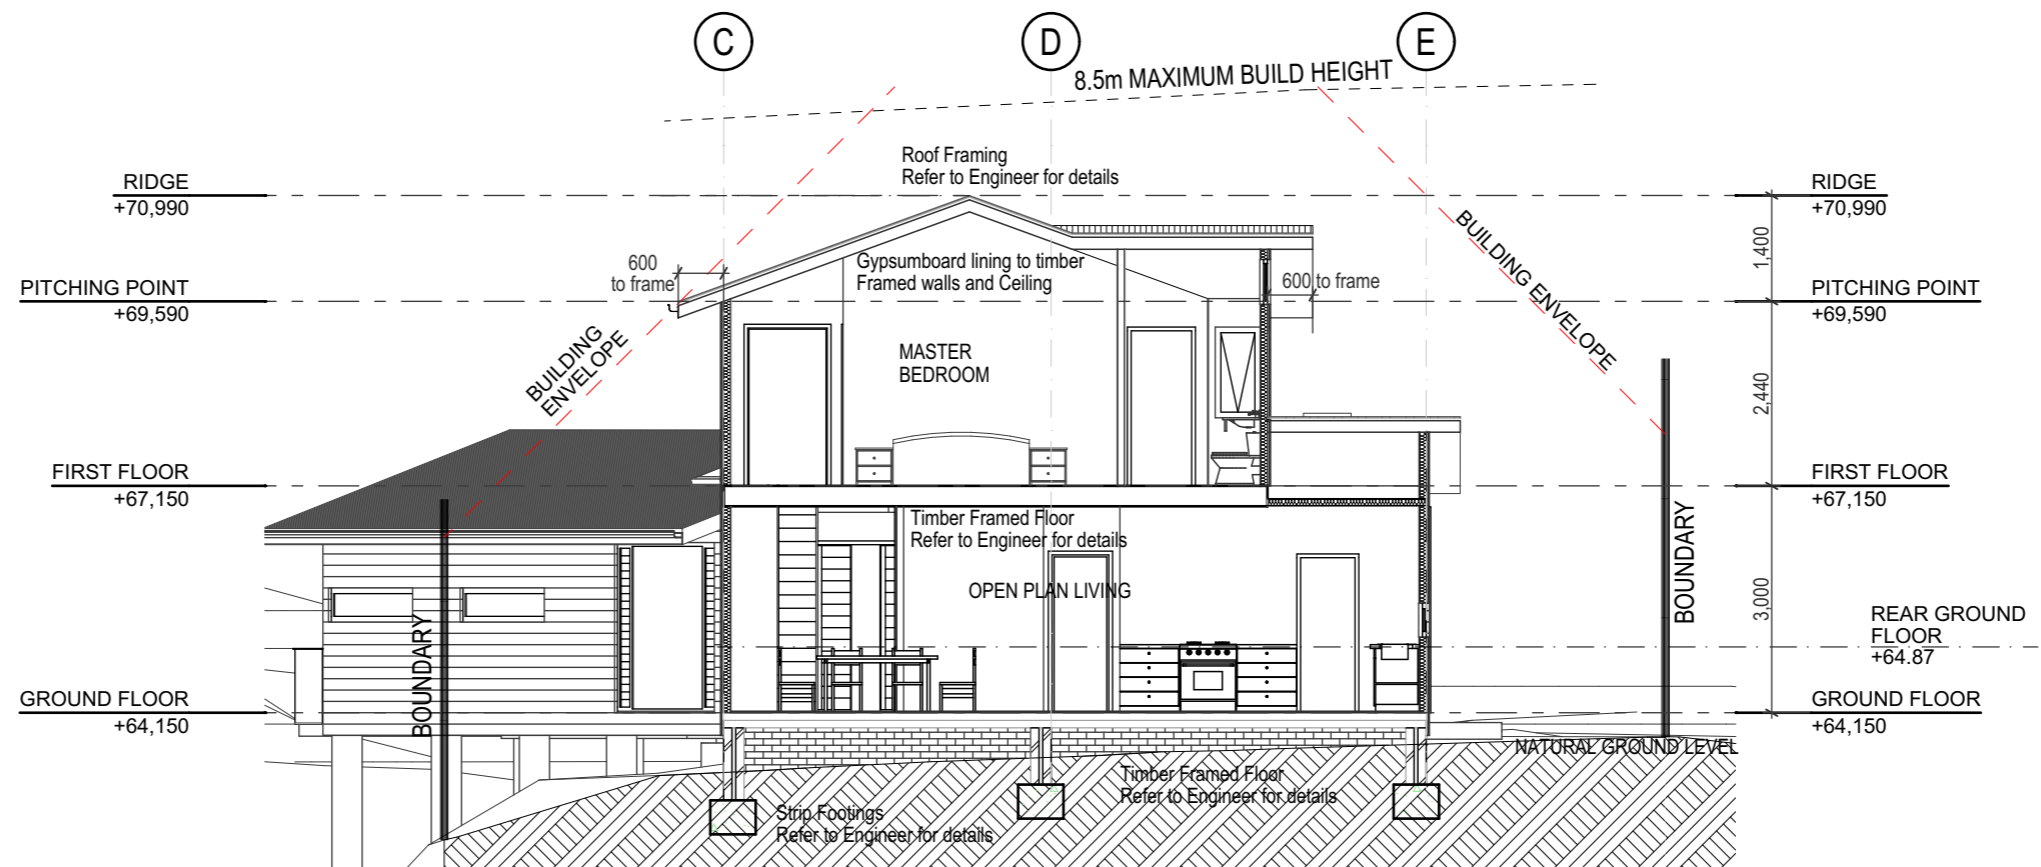 C
D
E
8.5m MAXIMUM BUILD HEIGHT
Roof Framing
Refer to Engineer for details
RIDGE
+70,990
RIDGE
+70,990
BUILDING ENVELOPE
1,400
600
to frame
Gypsumboard lining to timber
Framed walls and Ceiling
600 to frame
PITCHING POINT
+69,590
PITCHING POINT
+69,590
BUILDING
ENVELOPE
MASTER
BEDROOM
2,440
FIRST FLOOR
+67,150
FIRST FLOOR
+67,150
Timber Framed Floor
Refer to Engineer for details
BOUNDARY
OPEN PLAN LIVING
3,000
REAR GROUND
FLOOR
+64.87
BOUNDARY
GROUND FLOOR
+64,150
GROUND FLOOR
+64,150
NATURAL GROUND LEVEL
Timber Framed Floor
Refer to Engineer for details
Strip Footings
Refer to Engineer for details